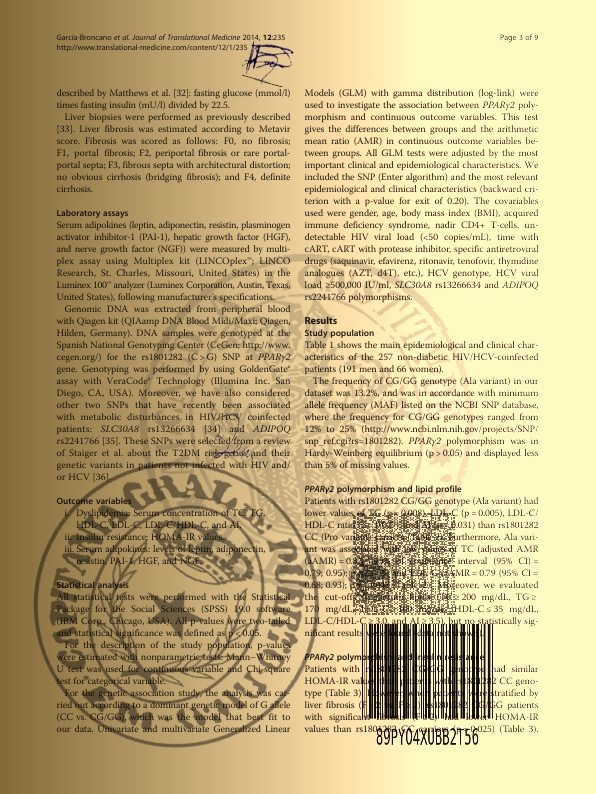 Garcia-Broncano et al. Journal of Translational Medicine 2014, 12:235
http://www.translational-medicine.com/content/12/1/235
Page 3 of 9
described by Matthews et al. [32]: fasting glucose (mmol/l)
times fasting insulin (mU/l) divided by 22.5.
Liver biopsies were performed as previously described
[33]. Liver fibrosis was estimated according to Metavir
score. Fibrosis was scored as follows: F0, no fibrosis;
F1, portal fibrosis; F2, periportal fibrosis or rare portal-
portal septa; F3, fibrous septa with architectural distortion;
no obvious cirrhosis (bridging fibrosis); and F4, definite
cirrhosis.
Laboratory assays
Serum adipokines (leptin, adiponectin, resistin, plasminogen
activator inhibitor-1 (PAI-1), hepatic growth factor (HGF),
and nerve growth factor (NGF)) were measured by multi-
plex assay using Multiplex kit (LINCOplex™; LINCO
Research, St. Charles, Missouri, United States) in the
Luminex 100™ analyzer (Luminex Corporation, Austin, Texas,
United States), following manufacturer's specifications.
Genomic DNA was extracted from peripheral blood
with Qiagen kit (QIAamp DNA Blood Midi/Maxi; Qiagen,
Hilden, Germany). DNA samples were genotyped at the
Spanish National Genotyping Center (CeGen; http://www.
cegen.org/) for the rs1801282 (C > G) SNP at PPARγ2
gene. Genotyping was performed by using GoldenGate®
assay with VeraCode® Technology (Illumina Inc. San
Diego, CA, USA). Moreover, we have also considered
other two SNPs that have recently been associated
with metabolic disturbances in HIV/HCV coinfected
patients: SLC30A8 rs13266634 [34] and ADIPOQ
rs2241766 [35]. These SNPs were selected from a review
of Staiger et al. about the T2DM risk and their
genetic variants in patients not infected with HIV and/
or HCV [36].
Outcome variables
i. Dyslipidemia: Serum concentration of TC, TG,
HDL-C, LDL-C, LDL-C/HDL-C, and AI.
ii. Insulin resistance: HOMA-IR values.
iii. Serum adipokines: levels of leptin, adiponectin,
resistin, PAI-1, HGF, and NGF.
Statistical analysis
All statistical tests were performed with the Statistical
Package for the Social Sciences (SPSS) 19.0 software
(IBM Corp., Chicago, USA). All p-values were two-tailed
and statistical significance was defined as p < 0.05.
For the description of the study population, p-values
were estimated with nonparametric tests: Mann–Whitney
U test was used for continuous variable and Chi-square
test for categorical variable.
For the genetic association study, the analysis was car-
ried out according to a dominant genetic model of G allele
(CC vs. CG/GG), which was the model that best fit to
our data. Univariate and multivariate Generalized Linear
Models (GLM) with gamma distribution (log-link) were
used to investigate the association between PPARγ2 poly-
morphism and continuous outcome variables. This test
gives the differences between groups and the arithmetic
mean ratio (AMR) in continuous outcome variables be-
tween groups. All GLM tests were adjusted by the most
important clinical and epidemiological characteristics. We
included the SNP (Enter algorithm) and the most relevant
epidemiological and clinical characteristics (backward cri-
terion with a p-value for exit of 0.20). The covariables
used were gender, age, body mass index (BMI), acquired
immune deficiency syndrome, nadir CD4+ T-cells, un-
detectable HIV viral load (<50 copies/mL), time with
cART, cART with protease inhibitor, specific antiretroviral
drugs (saquinavir, efavirenz, ritonavir, tenofovir, thymidine
analogues (AZT, d4T), etc.), HCV genotype, HCV viral
load ≥500,000 IU/ml, SLC30A8 rs13266634 and ADIPOQ
rs2241766 polymorphisms.
Results
Study population
Table 1 shows the main epidemiological and clinical char-
acteristics of the 257 non-diabetic HIV/HCV-coinfected
patients (191 men and 66 women).
The frequency of CG/GG genotype (Ala variant) in our
dataset was 13.2%, and was in accordance with minimum
allele frequency (MAF) listed on the NCBI SNP database,
where the frequency for CG/GG genotypes ranged from
12% to 25% (http://www.ncbi.nlm.nih.gov/projects/SNP/
snp_ref.cgi?rs=1801282). PPARγ2 polymorphism was in
Hardy-Weinberg equilibrium (p > 0.05) and displayed less
than 5% of missing values.
PPARγ2 polymorphism and lipid profile
Patients with rs1801282 CG/GG genotype (Ala variant) had
lower values of TG (p = 0.008), LDL-C (p = 0.005), LDL-C/
HDL-C 0.031) than rs1801282
CC (Pro Furthermore, Ala vari-
ant was associated of TC (adjusted AMR
(aAMR) = interval (95% CI) =
0.79; 0.95); aAMR = 0.79 (95% CI =
0.68; 0.93); Moreover, we evaluated
the cut-off ≥ 200 mg/dL, TG ≥
170 mg/dL, HDL-C ≤ 35 mg/dL,
LDL-C/HDL-C ≥ 3.0, and AI ≥ 3.5), but no statistically sig-
nificant results were
PPARγ2 polymorphism and insulin resistance
Patients with rs1801282 had similar
HOMA-IR values CC geno-
type (Table 3). stratified by
liver fibrosis patients
with significant HOMA-IR
values than rs1801282 CC 0.025) (Table 3).
89PY04XUBB2T56